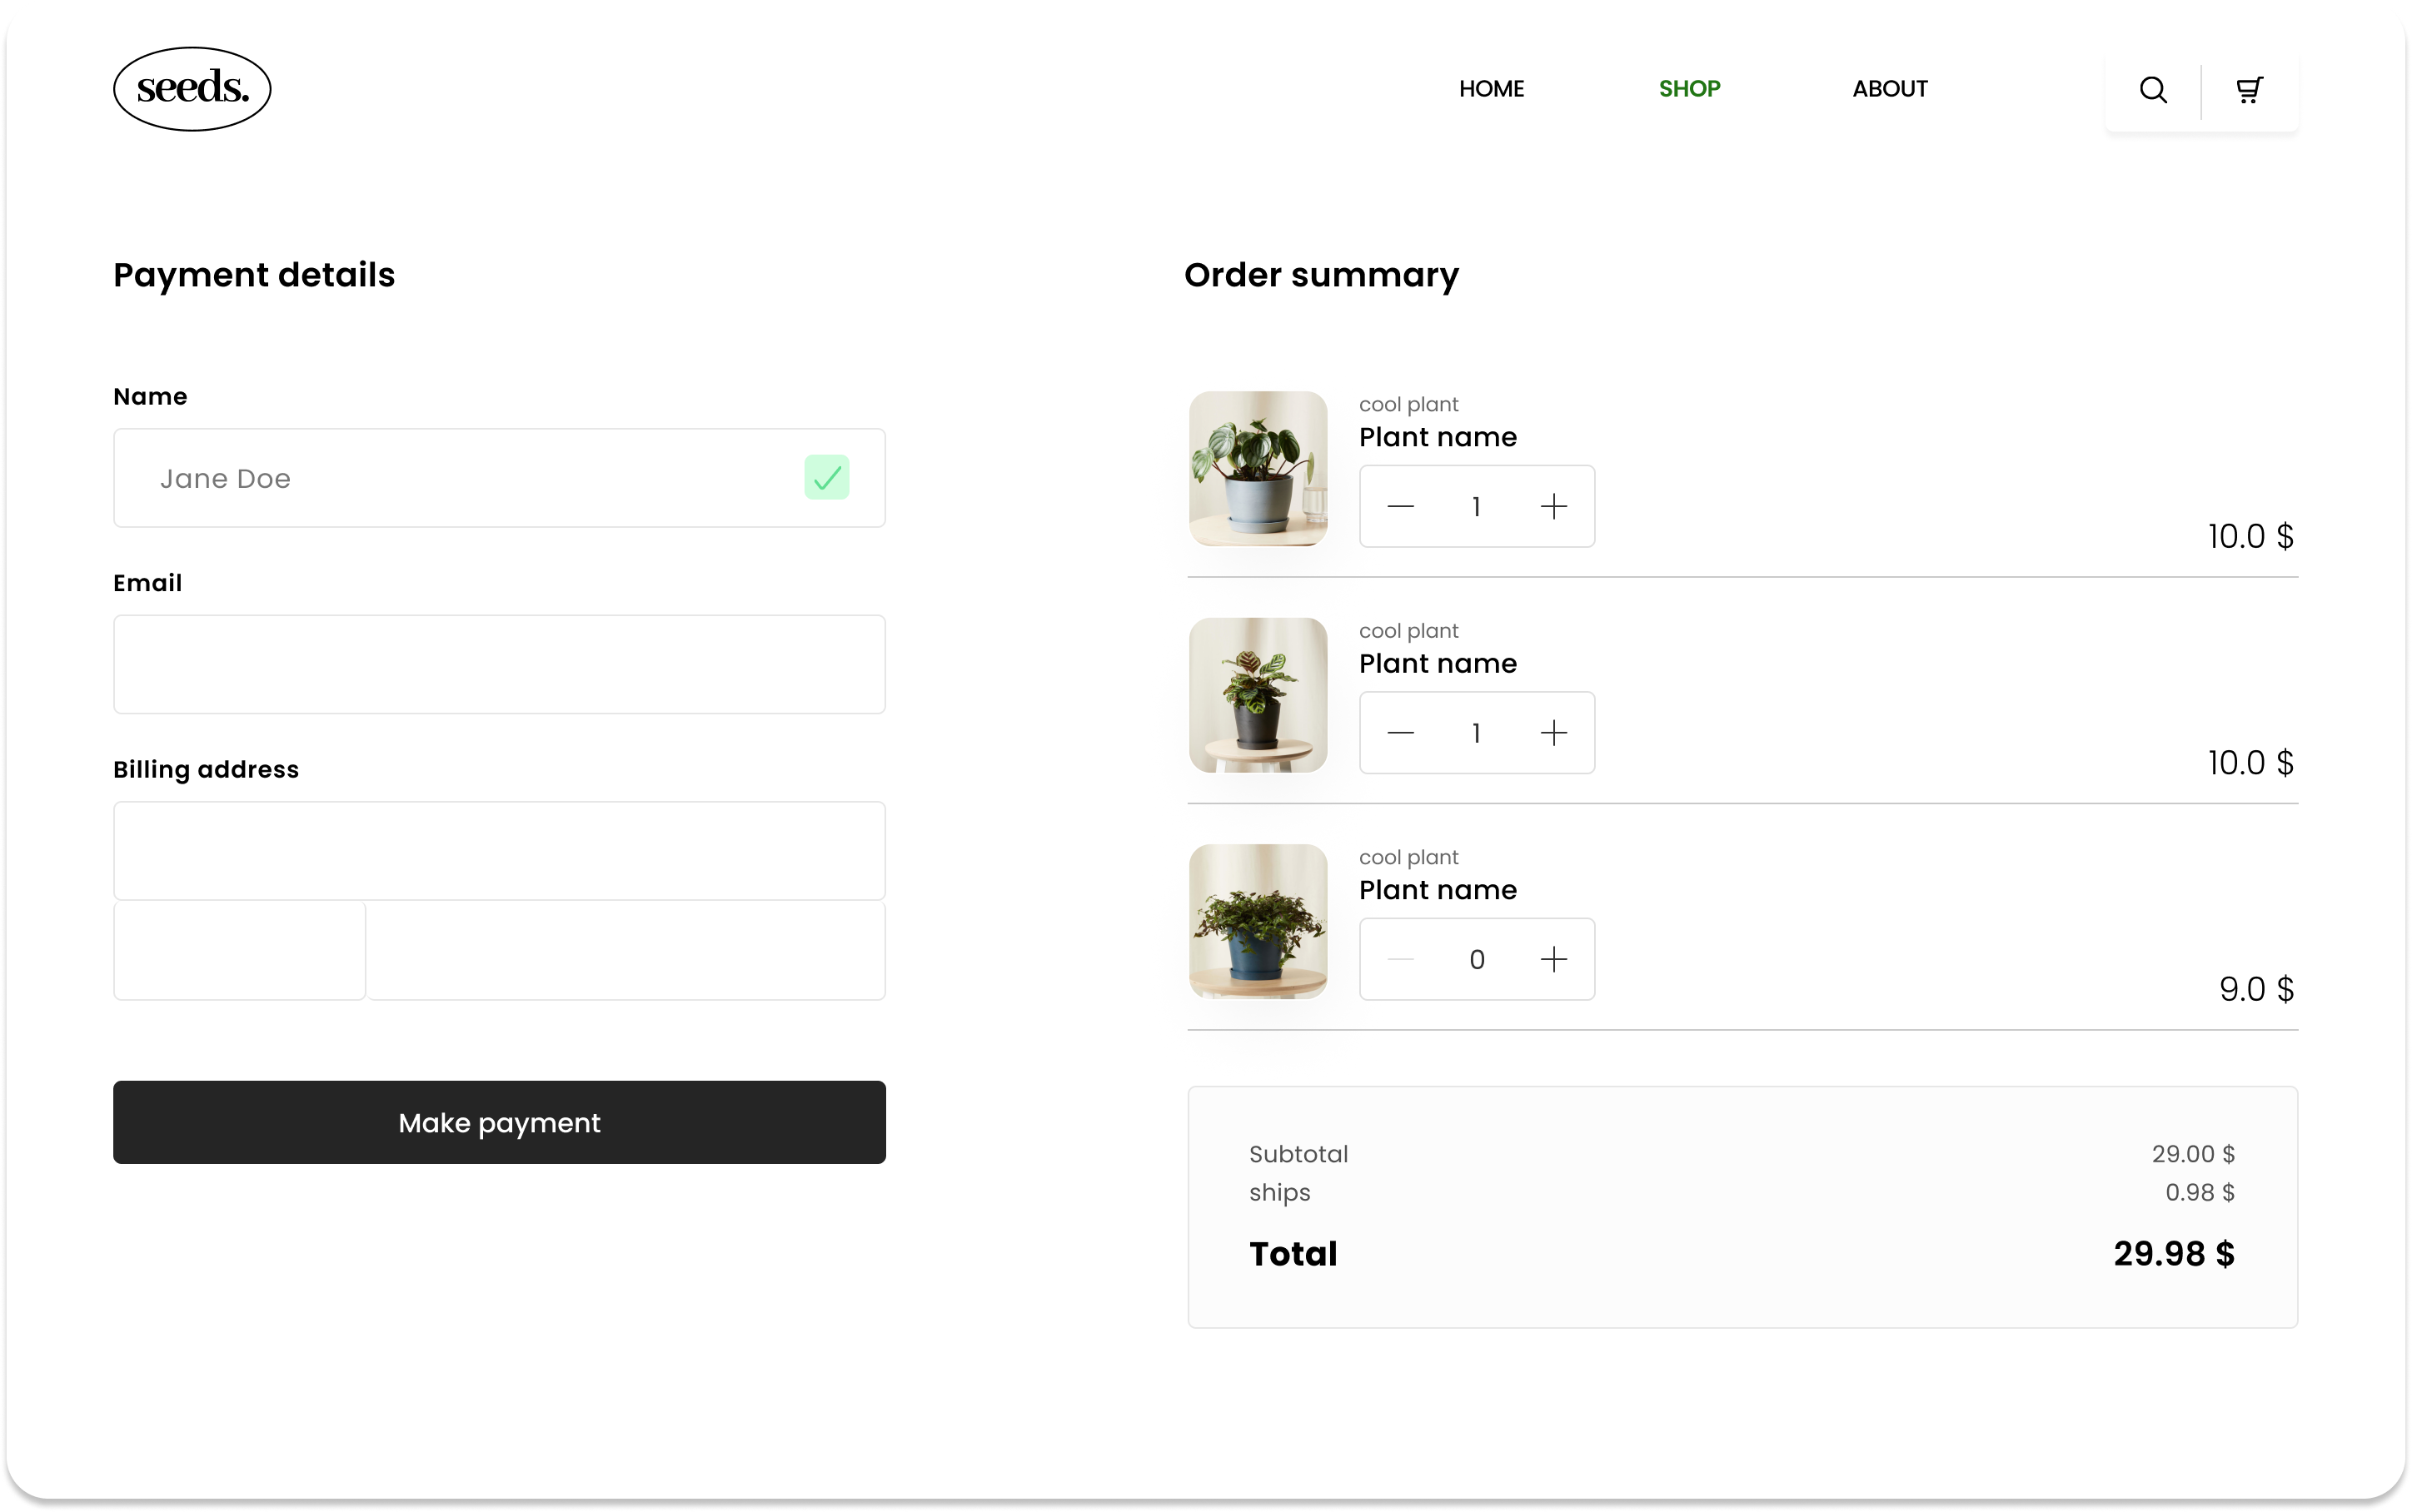 seeds.
HOME
SHOP
ABOUT
Payment details
Name
Jane Doe
Email
Billing address
Make payment
Order summary
cool plant
Plant name
1
10.0 $
cool plant
Plant name
1
10.0 $
cool plant
Plant name
0
9.0 $
Subtotal 29.00 $
ships 0.98 $
Total 29.98 $